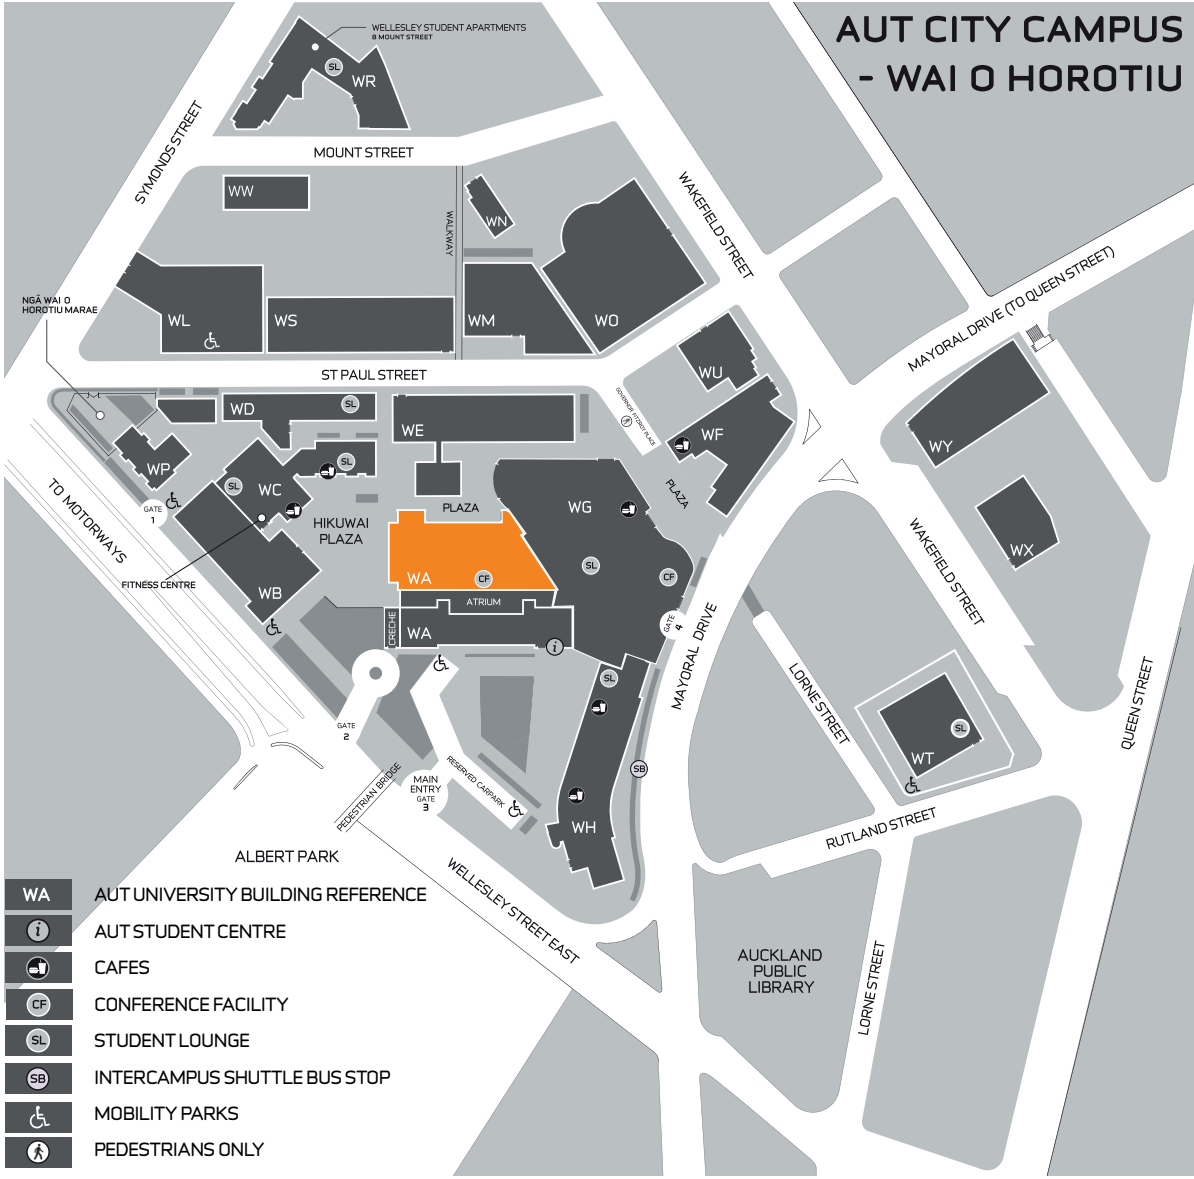 AUT CITY CAMPUS
- WAI O HOROTIU
WELLESLEY STUDENT APARTMENTS
8 MOUNT STREET
SL
WR
SYMONDS STREET
MOUNT STREET
WW
WALKWAY
WN
WAKEFIELD STREET
NGĀ WAI O
HOROTIU MARAE
WL
WS
WM
WO
MAYORAL DRIVE (TO QUEEN STREET)
ST PAUL STREET
WU
GOVERNOR FITZROY PLACE
WD
SL
WE
WF
WY
WP
SL
WC
SL
TO MOTORWAYS
GATE
1
HIKUWAI
PLAZA
PLAZA
WG
PLAZA
WX
WAKEFIELD STREET
FITNESS CENTRE
WB
WA
CF
SL
CF
ATRIUM
CRECHE
WA
i
GATE
4
MAYORAL DRIVE
LORNE STREET
QUEEN STREET
SL
GATE
2
WT
SL
SB
RESERVED CARPARK
PEDESTRIAN BRIDGE
MAIN
ENTRY
GATE
3
WH
RUTLAND STREET
ALBERT PARK
WELLESLEY STREET EAST
AUCKLAND
PUBLIC
LIBRARY
LORNE STREET
WA AUT UNIVERSITY BUILDING REFERENCE
i AUT STUDENT CENTRE
CAFES
CF CONFERENCE FACILITY
SL STUDENT LOUNGE
SB INTERCAMPUS SHUTTLE BUS STOP
MOBILITY PARKS
PEDESTRIANS ONLY